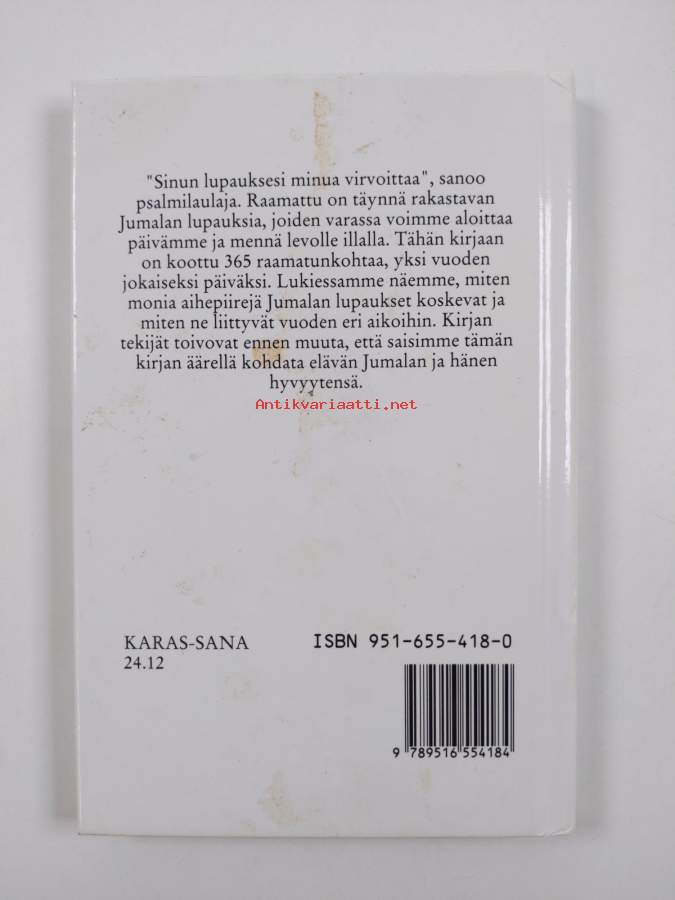 "Sinun lupauksesi minua virvoittaa", sanoo
psalmilaulaja. Raamattu on täynnä rakastavan
Jumalan lupauksia, joiden varassa voimme aloittaa
päivämme ja mennä levolle illalla. Tähän kirjaan
on koottu 365 raamatunkohtaa, yksi vuoden
jokaiseksi päiväksi. Lukiessamme näemme, miten
monia aihepiirejä Jumalan lupaukset koskevat ja
miten ne liittyvät vuoden eri aikoihin. Kirjan
tekijät toivovat ennen muuta, että saisimme tämän
kirjan äärellä kohdata elävän Jumalan ja hänen
hyvyytensä.
Antikvariaatti.net
KARAS-SANA
24.12
ISBN 951-655-418-0
9 789516 554184